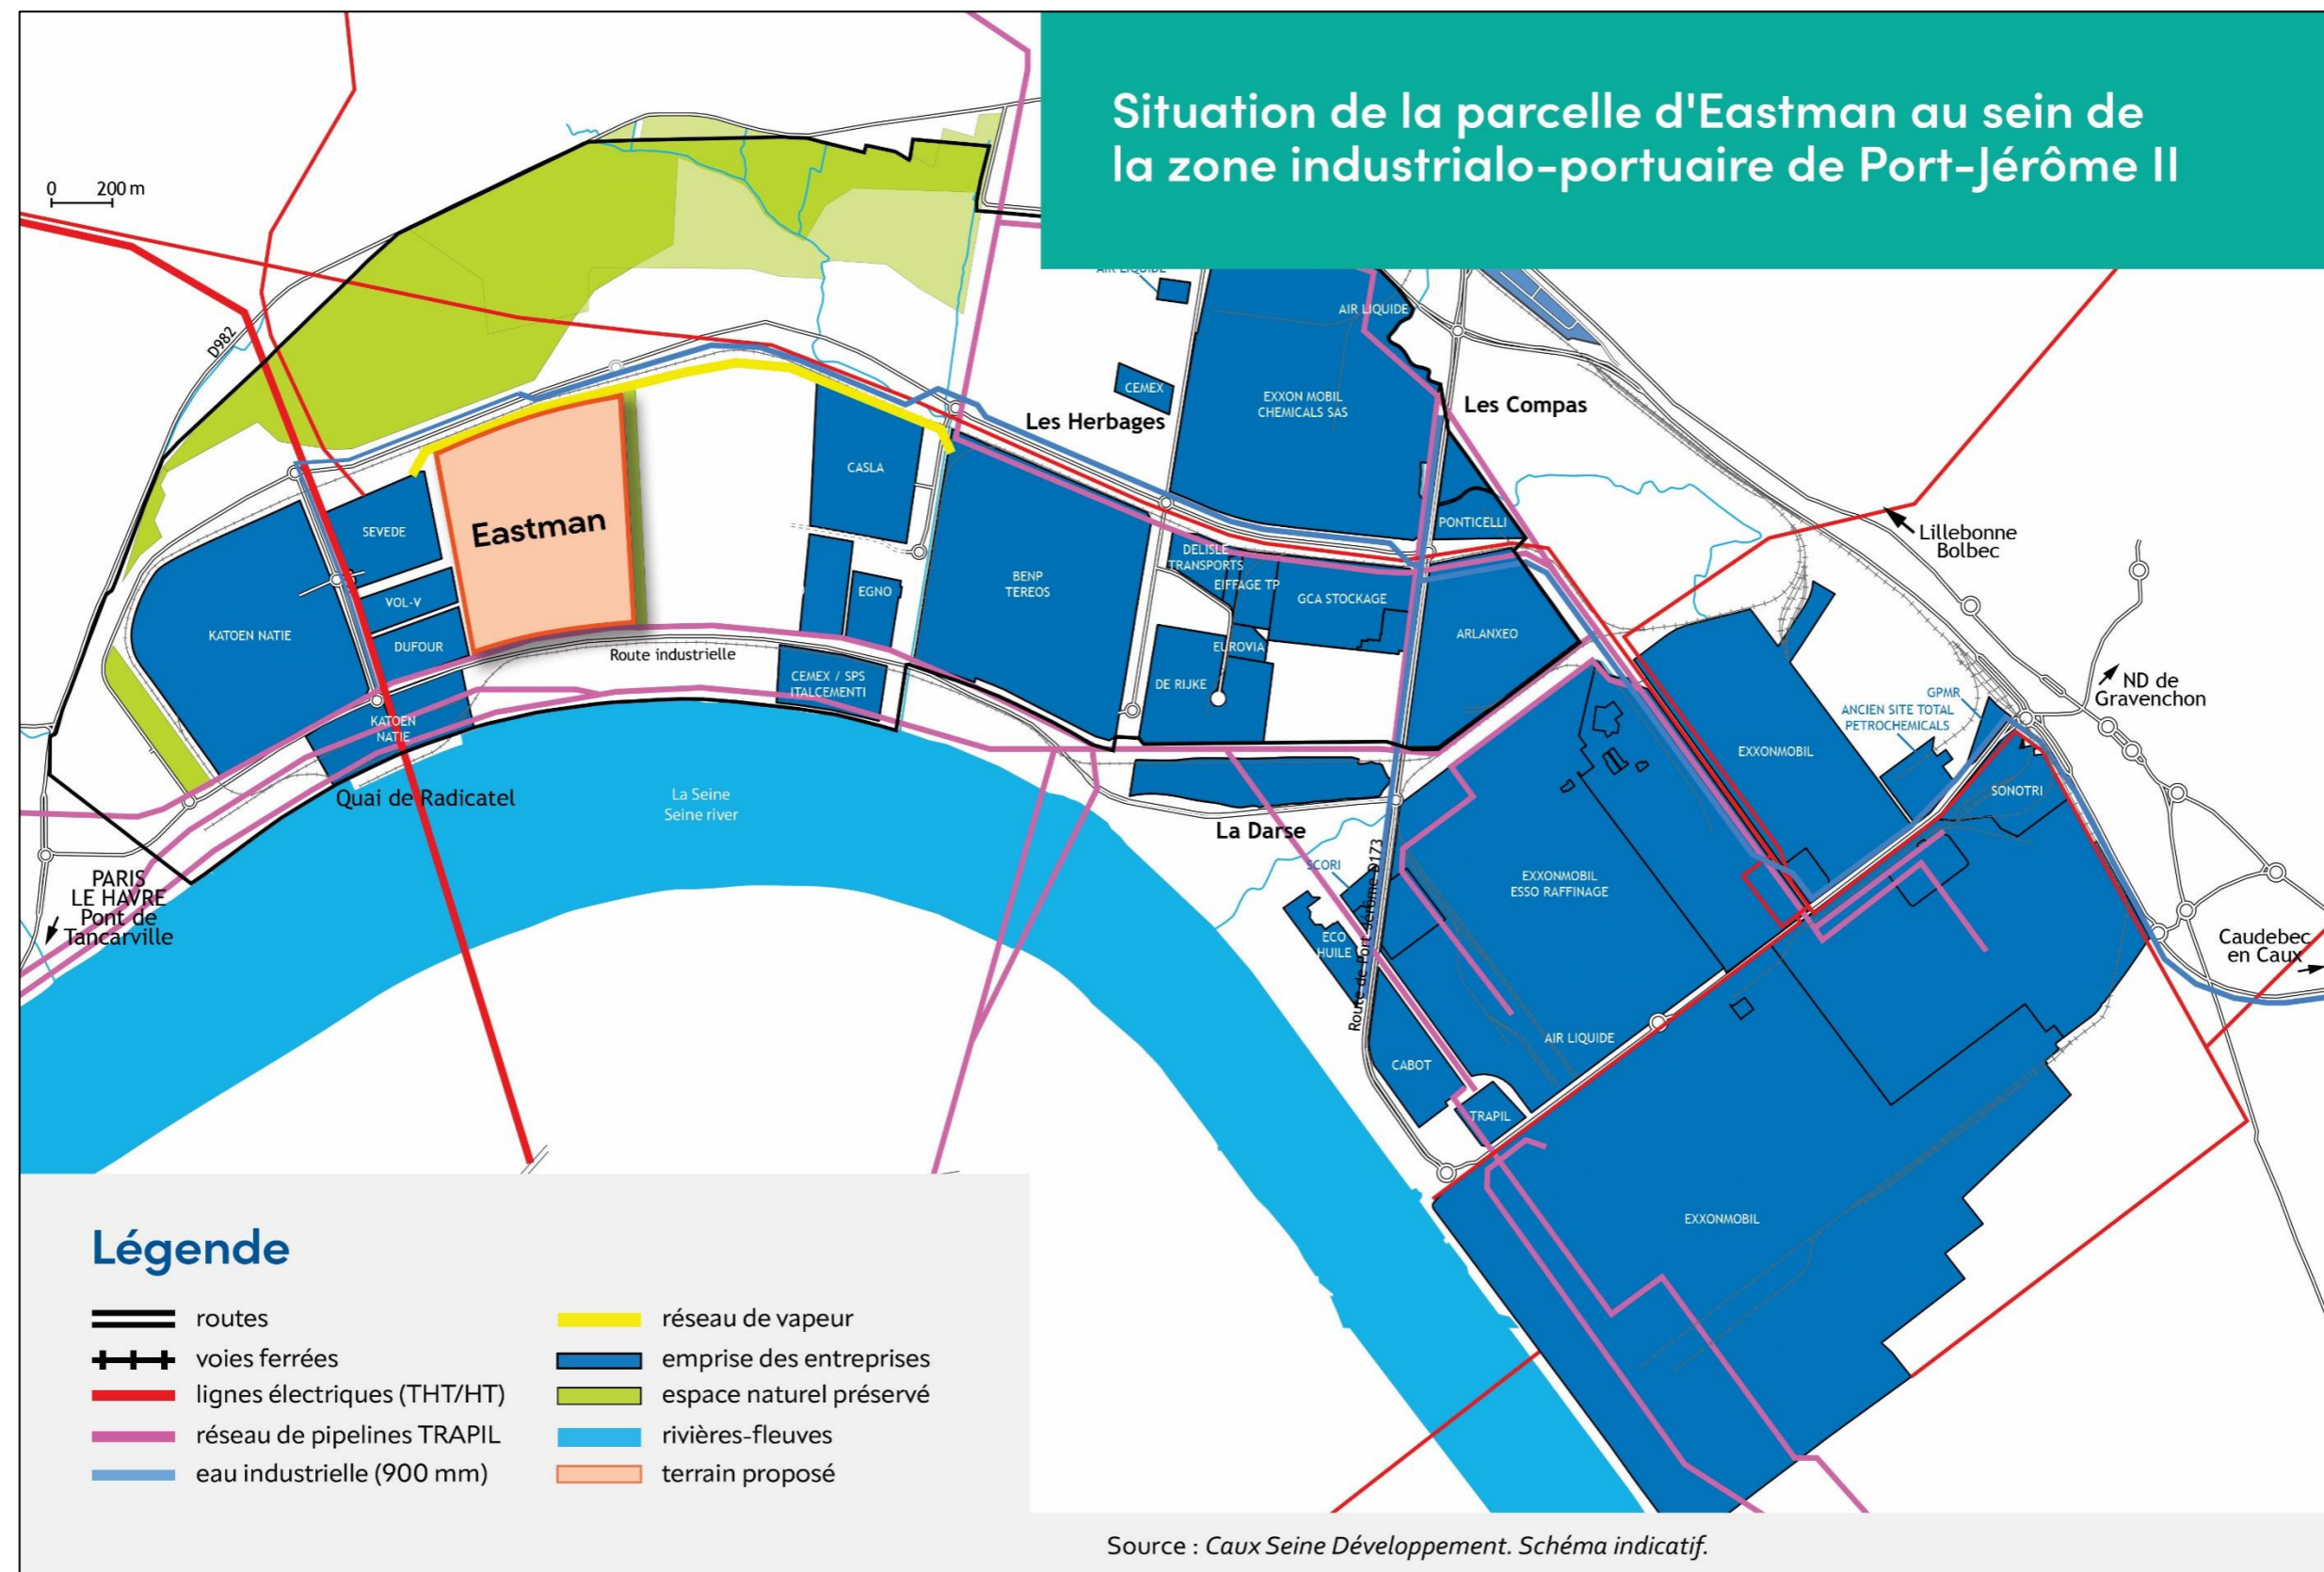 Situation de la parcelle d'Eastman au sein de
la zone industrialo-portuaire de Port-Jérôme II
0 200 m
D982
AIR LIQUIDE
AIR LIQUIDE
CEMEX
EXXON MOBIL
CHEMICALS SAS
Les Herbages
Les Compas
CASLA
SEVEDE
Eastman
PONTICELLI
Lillebonne
Bolbec
DELISLE
TRANSPORTS
EIFFAGE TP
GCA STOCKAGE
BENP
TEREOS
EGNO
VOL-V
KATOEN NATIE
DUFOUR
ARLANXEO
EUROVIA
Route industrielle
CEMEX / SPS
ITALCEMENTI
DE RIJKE
ND de
Gravenchon
GPMR
ANCIEN SITE TOTAL
PETROCHEMICALS
KATOEN
NATIE
EXXONMOBIL
SONOTRI
Quai de Radicatel
La Seine
Seine river
La Darse
SCORI
Route de Port-Jérôme D173
EXXONMOBIL
ESSO RAFFINAGE
PARIS
LE HAVRE
Pont de
Tancarville
ECO
HUILE
Caudebec
en Caux
AIR LIQUIDE
CABOT
TRAPIL
EXXONMOBIL
Légende
routes
voies ferrées
lignes électriques (THT/HT)
réseau de pipelines TRAPIL
eau industrielle (900 mm)
réseau de vapeur
emprise des entreprises
espace naturel préservé
rivières-fleuves
terrain proposé
Source : Caux Seine Développement. Schéma indicatif.